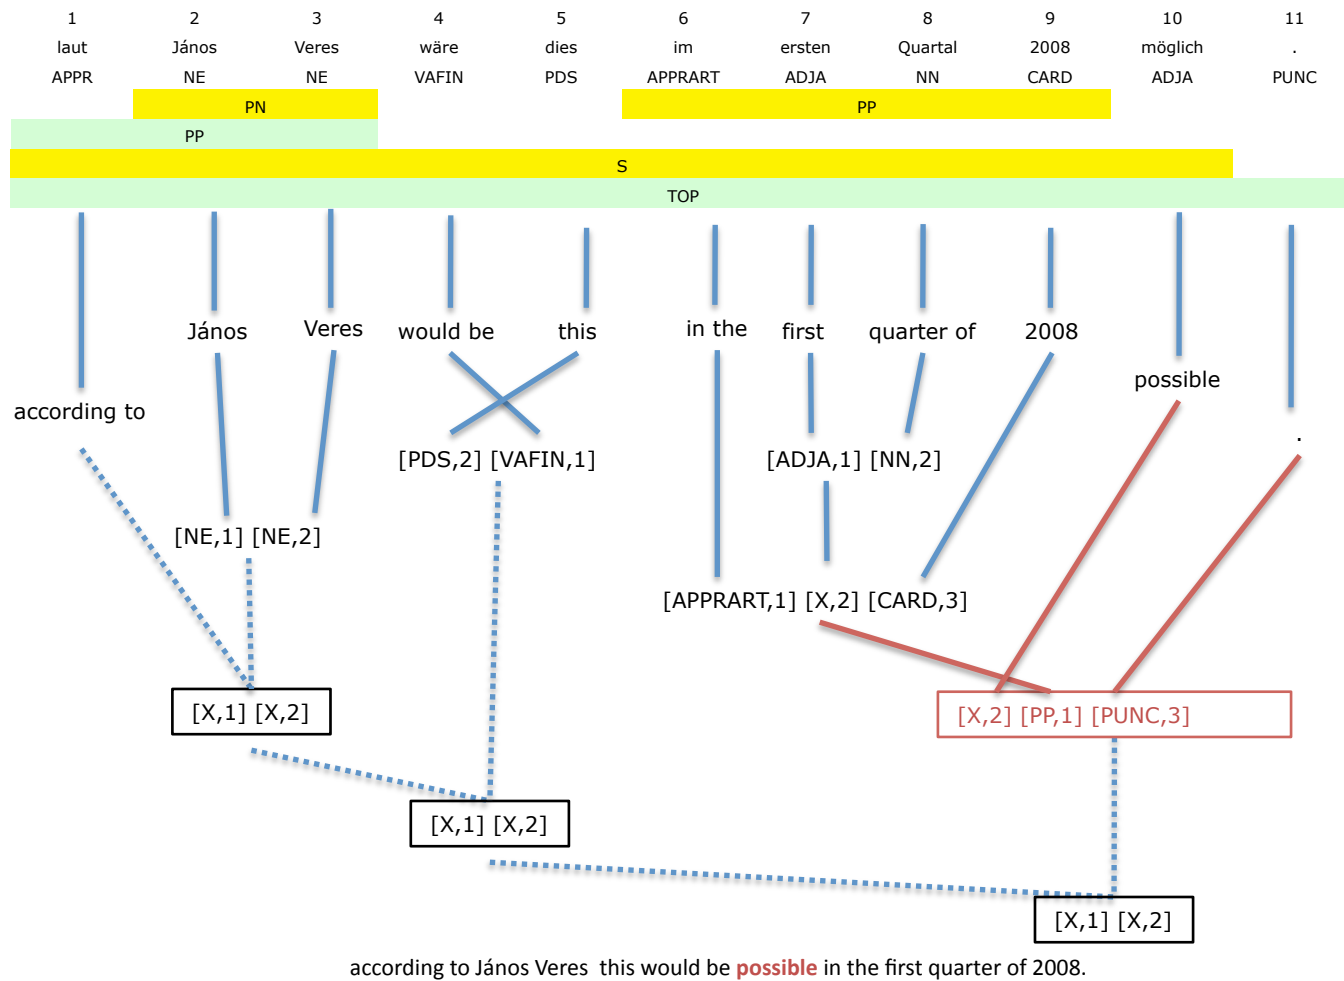 1 2 3 4 5 6 7 8 9 10 11
laut János Veres wäre dies im ersten Quartal 2008 möglich .
APPR NE NE VAFIN PDS APPRART ADJA NN CARD ADJA PUNC
PN PP
PP
S
TOP
János Veres would be this in the first quarter of 2008
possible
according to
.
[PDS,2] [VAFIN,1] [ADJA,1] [NN,2]
[NE,1] [NE,2]
[APPRART,1] [X,2] [CARD,3]
[X,1] [X,2] [X,2] [PP,1] [PUNC,3]
[X,1] [X,2]
[X,1] [X,2]
according to János Veres this would be possible in the first quarter of 2008.